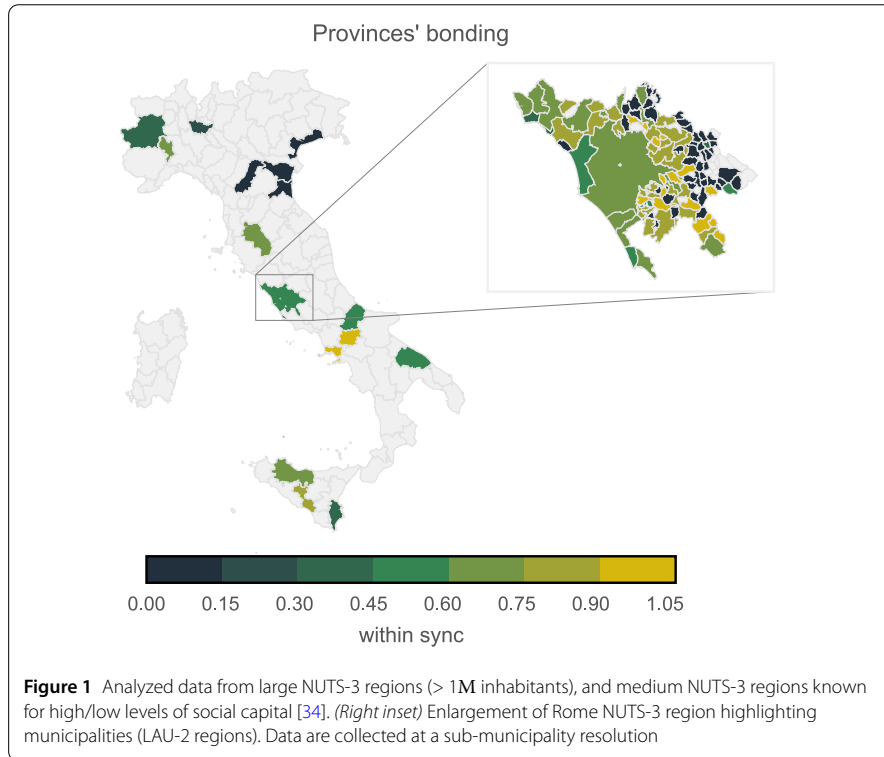 Provinces' bonding
0.00 0.15 0.30 0.45 0.60 0.75 0.90 1.05
within sync
Figure 1 Analyzed data from large NUTS-3 regions (> 1M inhabitants), and medium NUTS-3 regions known
for high/low levels of social capital [34]. (Right inset) Enlargement of Rome NUTS-3 region highlighting
municipalities (LAU-2 regions). Data are collected at a sub-municipality resolution